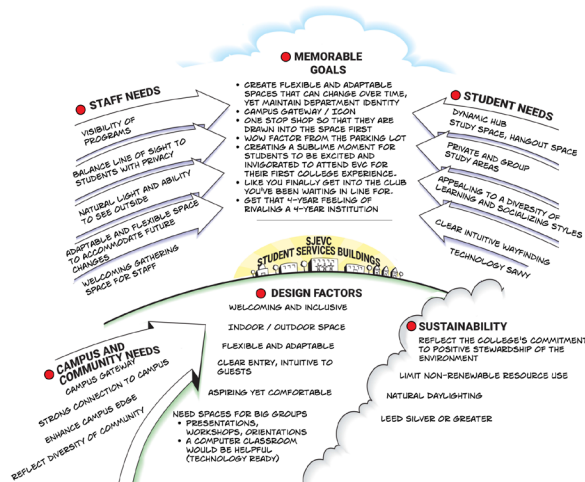 MEMORABLE
GOALS
• CREATE FLEXIBLE AND ADAPTABLE
SPACES THAT CAN CHANGE OVER TIME,
YET MAINTAIN DEPARTMENT IDENTITY
• CAMPUS GATEWAY / ICON
• ONE STOP SHOP SO THAT THEY ARE
DRAWN INTO THE SPACE FIRST
• WOW FACTOR FROM THE PARKING LOT
• CREATING A SUBLIME MOMENT FOR
STUDENTS TO BE EXCITED AND
INVIGORATED TO ATTEND EVC FOR
THEIR FIRST COLLEGE EXPERIENCE.
• LIKE YOU FINALLY GET INTO THE CLUB
YOU'VE BEEN WAITING IN LINE FOR.
• GET THAT 4-YEAR FEELING OF
RIVALING A 4-YEAR INSTITUTION
STAFF NEEDS
VISIBILITY OF
PROGRAMS
BALANCE LINE OF SIGHT TO
STUDENTS WITH PRIVACY
NATURAL LIGHT AND ABILITY
TO SEE OUTSIDE
ADAPTABLE AND FLEXIBLE SPACE
TO ACCOMMODATE FUTURE
CHANGES
WELCOMING GATHERING
SPACE FOR STAFF
STUDENT NEEDS
DYNAMIC HUB
STUDY SPACE, HANGOUT SPACE
PRIVATE AND GROUP
STUDY AREAS
APPEALING TO A DIVERSITY OF
LEARNING AND SOCIALIZING STYLES
CLEAR INTUITIVE WAYFINDING
TECHNOLOGY SAVVY
SJEVC
STUDENT SERVICES BUILDINGS
CAMPUS AND
COMMUNITY NEEDS
CAMPUS GATEWAY
STRONG CONNECTION TO CAMPUS
ENHANCE CAMPUS EDGE
REFLECT DIVERSITY OF COMMUNITY
DESIGN FACTORS
WELCOMING AND INCLUSIVE
INDOOR / OUTDOOR SPACE
FLEXIBLE AND ADAPTABLE
CLEAR ENTRY, INTUITIVE TO
GUESTS
ASPIRING YET COMFORTABLE
NEED SPACES FOR BIG GROUPS
• PRESENTATIONS,
WORKSHOPS, ORIENTATIONS
• A COMPUTER CLASSROOM
WOULD BE HELPFUL
(TECHNOLOGY READY)
SUSTAINABILITY
REFLECT THE COLLEGE'S COMMITMENT
TO POSITIVE STEWARDSHIP OF THE
ENVIRONMENT
LIMIT NON-RENEWABLE RESOURCE USE
NATURAL DAYLIGHTING
LEED SILVER OR GREATER